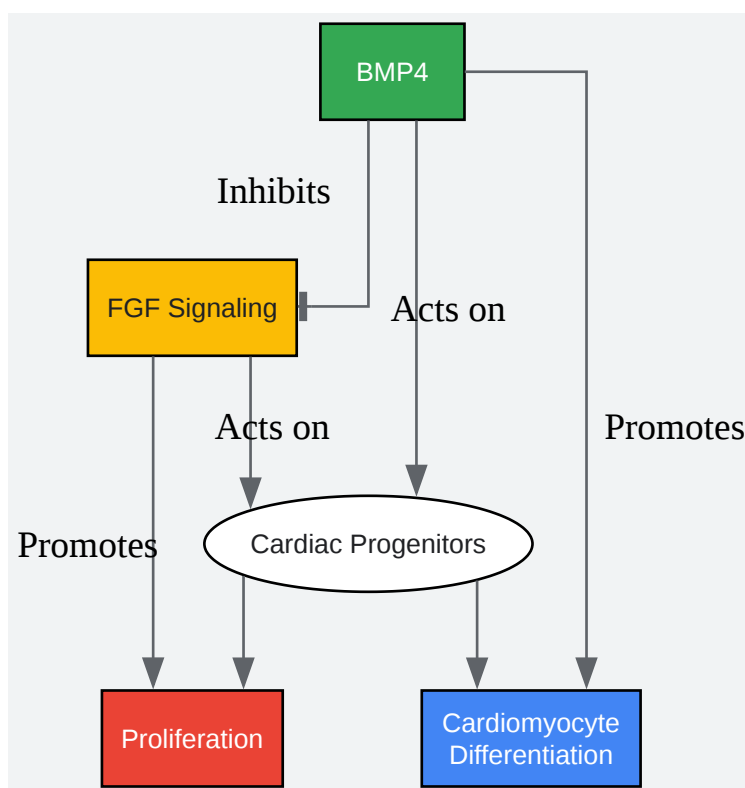 BMP4
Inhibits
FGF Signaling
Acts on
Acts on
Promotes
Promotes
Cardiac Progenitors
Proliferation
Cardiomyocyte
Differentiation